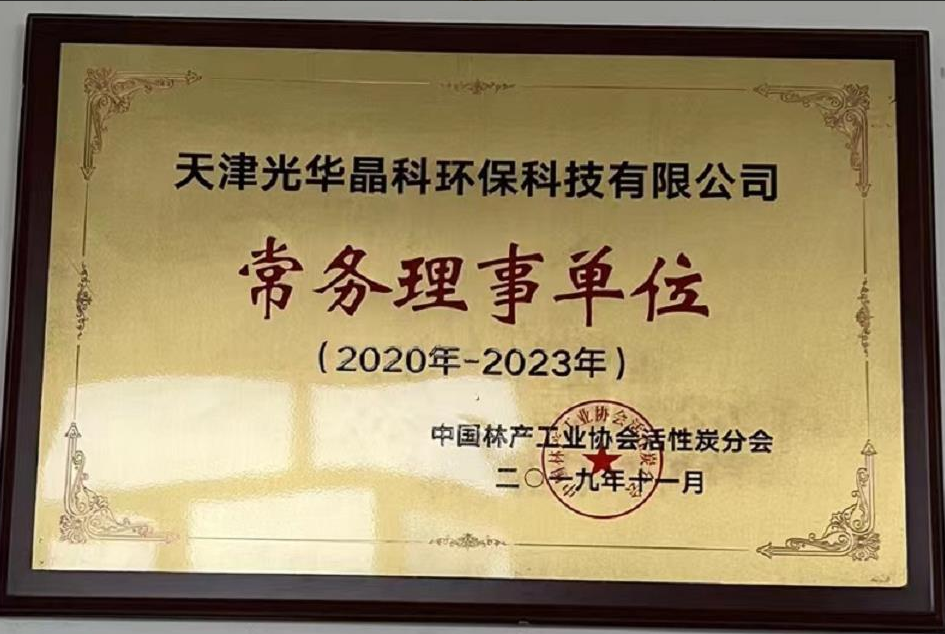 天津光华晶科环保科技有限公司
常务理事单位
（2020年-2023年）
中国林产工业协会活性炭分会
二〇一九年十一月